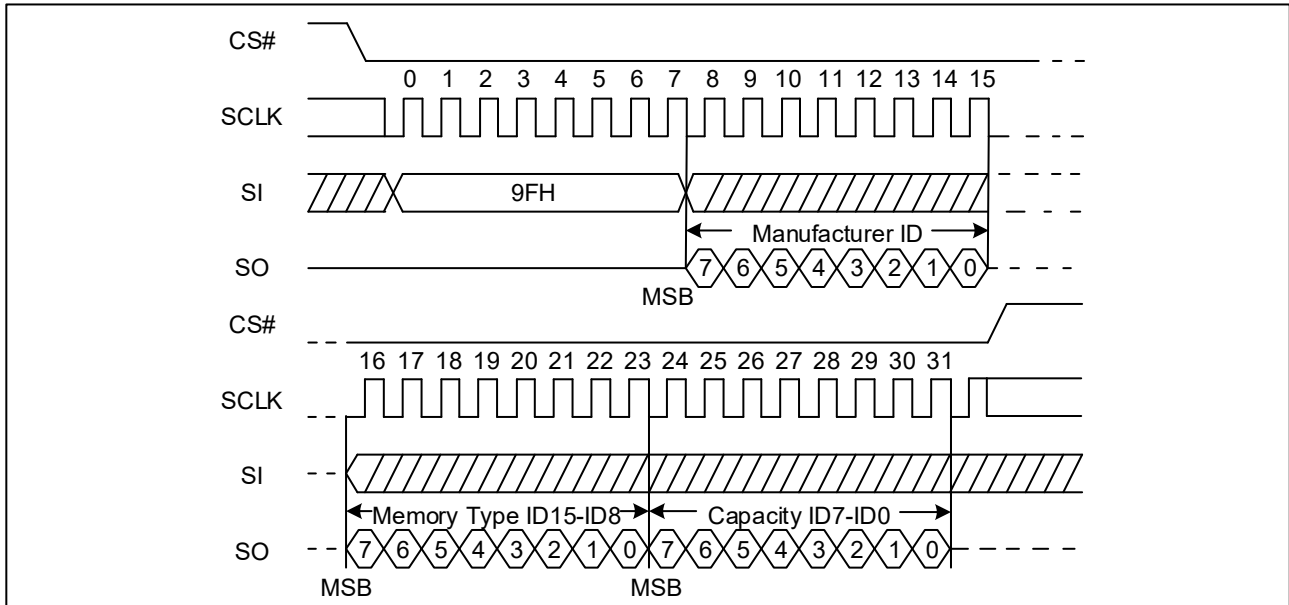 CS#
0 1 2 3 4 5 6 7 8 9 10 11 12 13 14 15
SCLK
SI 9FH
Manufacturer ID
SO 7 6 5 4 3 2 1 0
MSB
CS#
16 17 18 19 20 21 22 23 24 25 26 27 28 29 30 31
SCLK
SI
Memory Type ID15-ID8 Capacity ID7-ID0
SO 7 6 5 4 3 2 1 0 7 6 5 4 3 2 1 0
MSB MSB